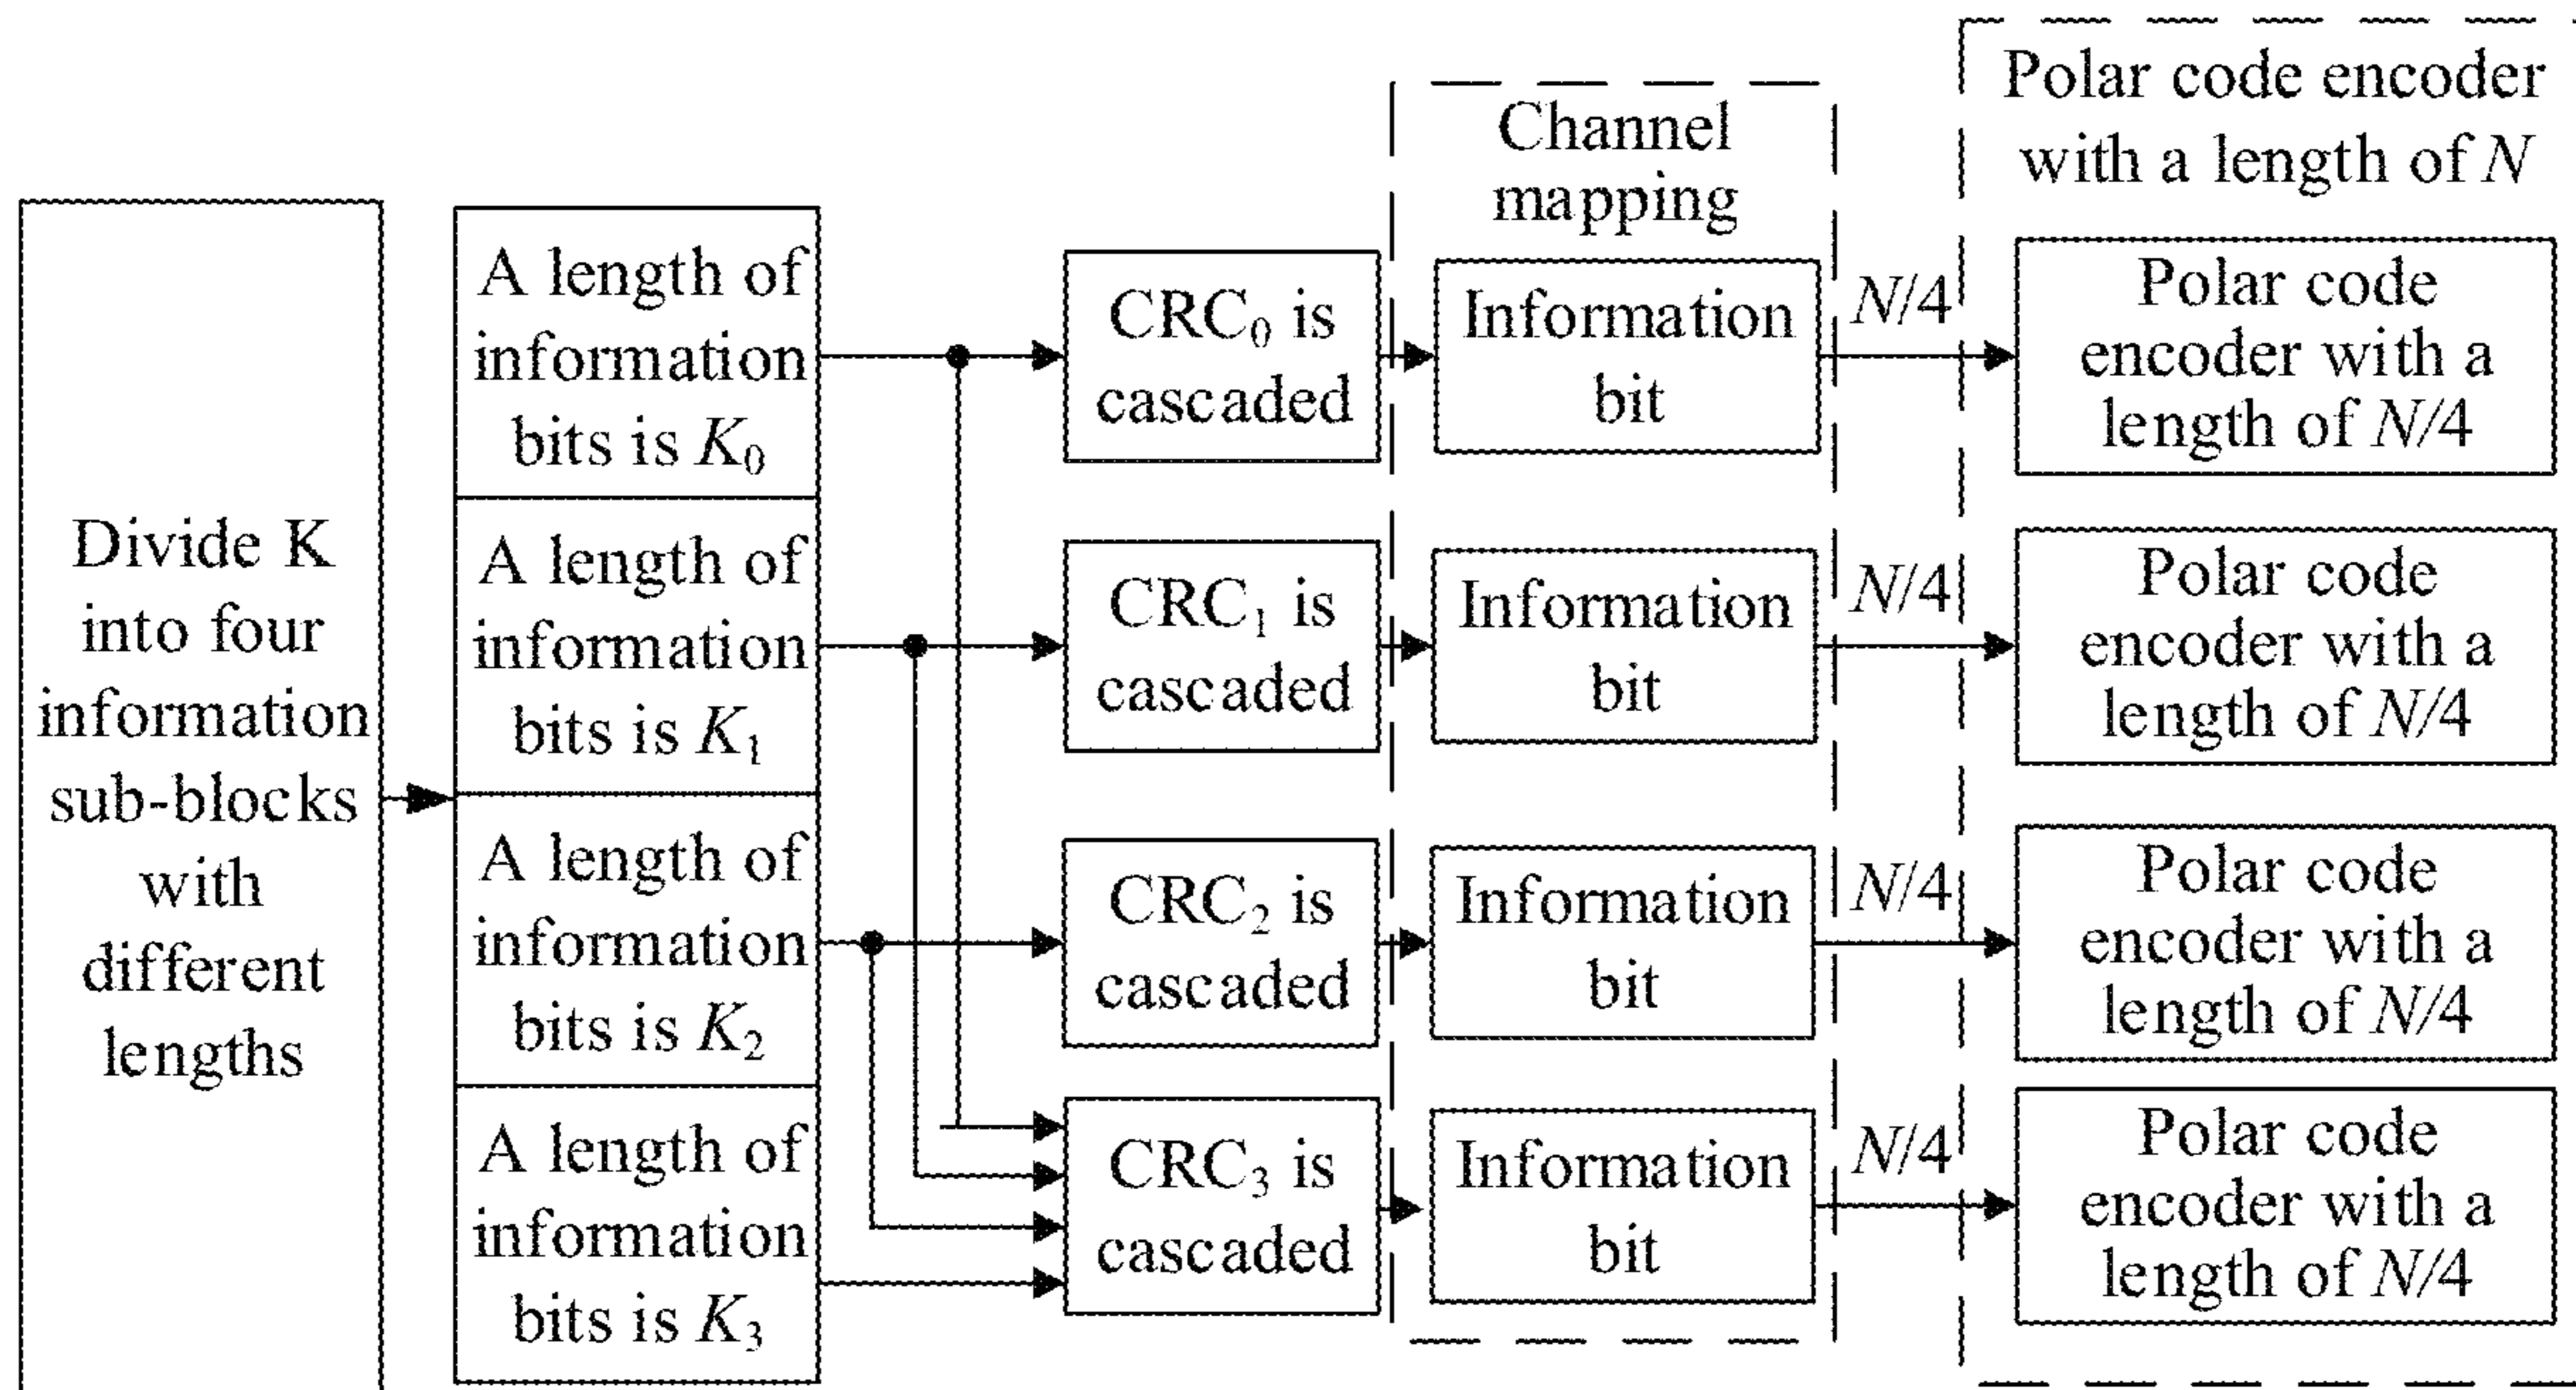 Divide K
into four
information
sub-blocks
with
different
lengths
A length of
information
bits is K₀
A length of
information
bits is K₁
A length of
information
bits is K₂
A length of
information
bits is K₃
CRC₀ is
cascaded
CRC₁ is
cascaded
CRC₂ is
cascaded
CRC₃ is
cascaded
Channel
mapping
Information
bit
Information
bit
Information
bit
Information
bit
N/4
N/4
N/4
N/4
Polar code encoder
with a length of N
Polar code
encoder with a
length of N/4
Polar code
encoder with a
length of N/4
Polar code
encoder with a
length of N/4
Polar code
encoder with a
length of N/4